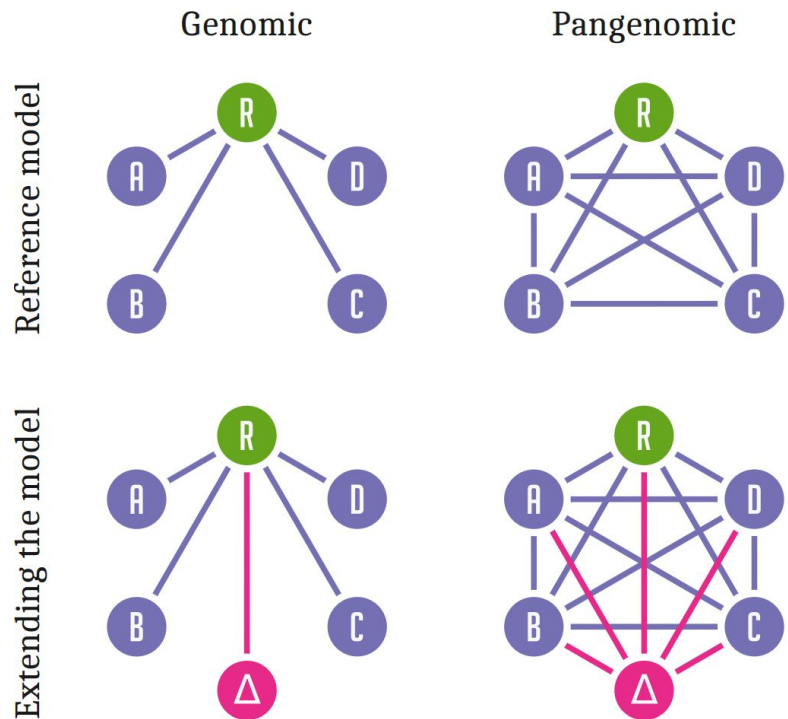 Genomic
Pangenomic
Reference model
R
A
D
B
C
R
A
D
B
C
Extending the model
R
A
D
B
C
Δ
R
A
D
B
C
Δ